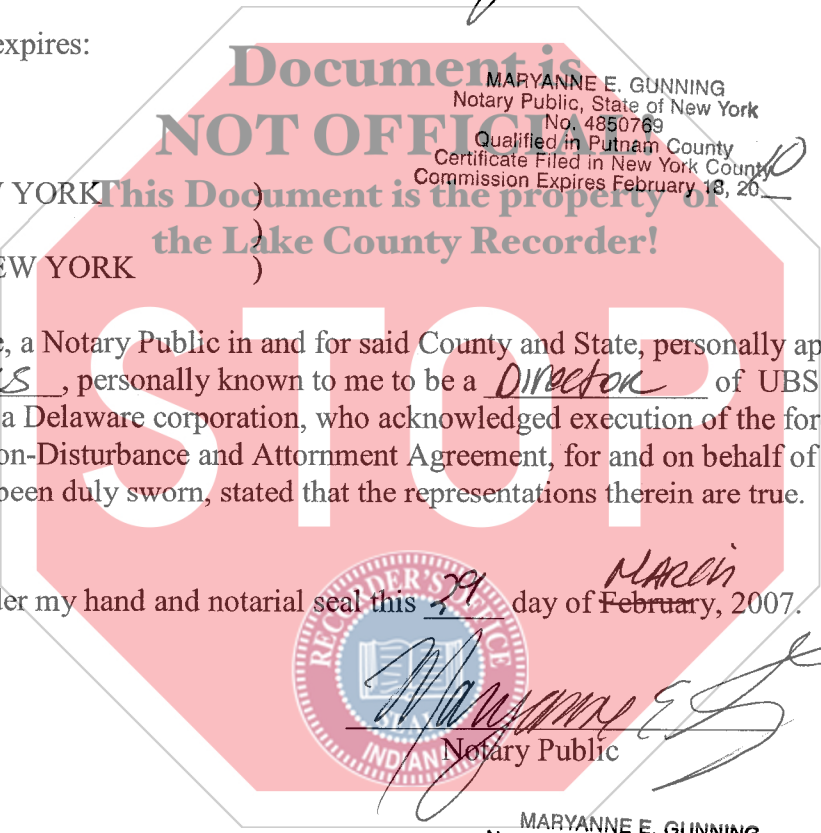 expires:
Document is
NOT OFFICIAL!
This Document is the property of
the Lake County Recorder!
MARYANNE E. GUNNING
Notary Public, State of New York
No. 4850769
Qualified in Putnam County
Certificate Filed in New York County
Commission Expires February 18, 2010
YORK )
)
EW YORK )
STOP
, a Notary Public in and for said County and State, personally ap
, personally known to me to be a Director of UBS
a Delaware corporation, who acknowledged execution of the for
on-Disturbance and Attornment Agreement, for and on behalf of
been duly sworn, stated that the representations therein are true.
MARCH
der my hand and notarial seal this 29 day of February, 2007.
RECORDER'S OFFICE
SEAL
INDIANA
Maryanne E
Notary Public
MARYANNE E. GUNNING